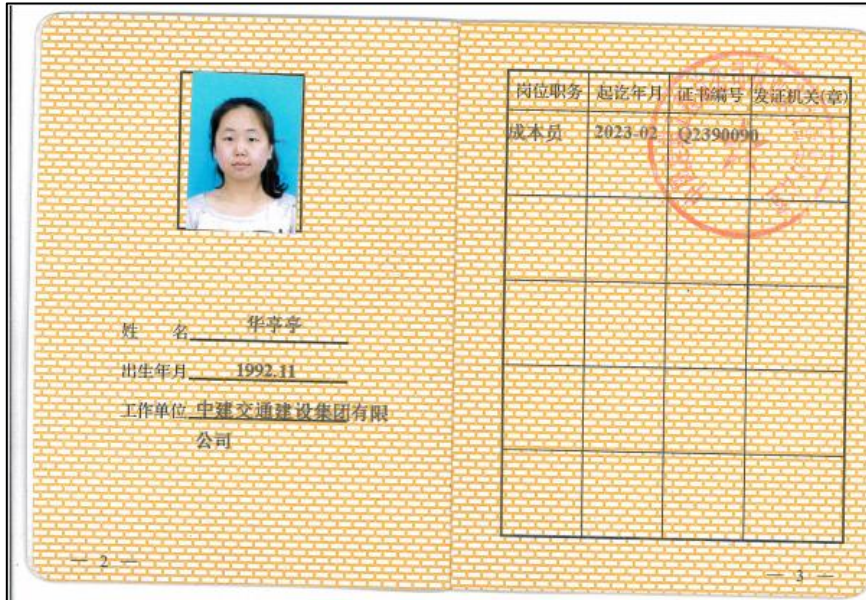 姓 名 华亭亭
出生年月 1992.11
工作单位 中建交通建设集团有限
公司
— 2 —
岗位职务 起讫年月 证书编号 发证机关(章)
成本员 2023-02 Q2390090
— 3 —